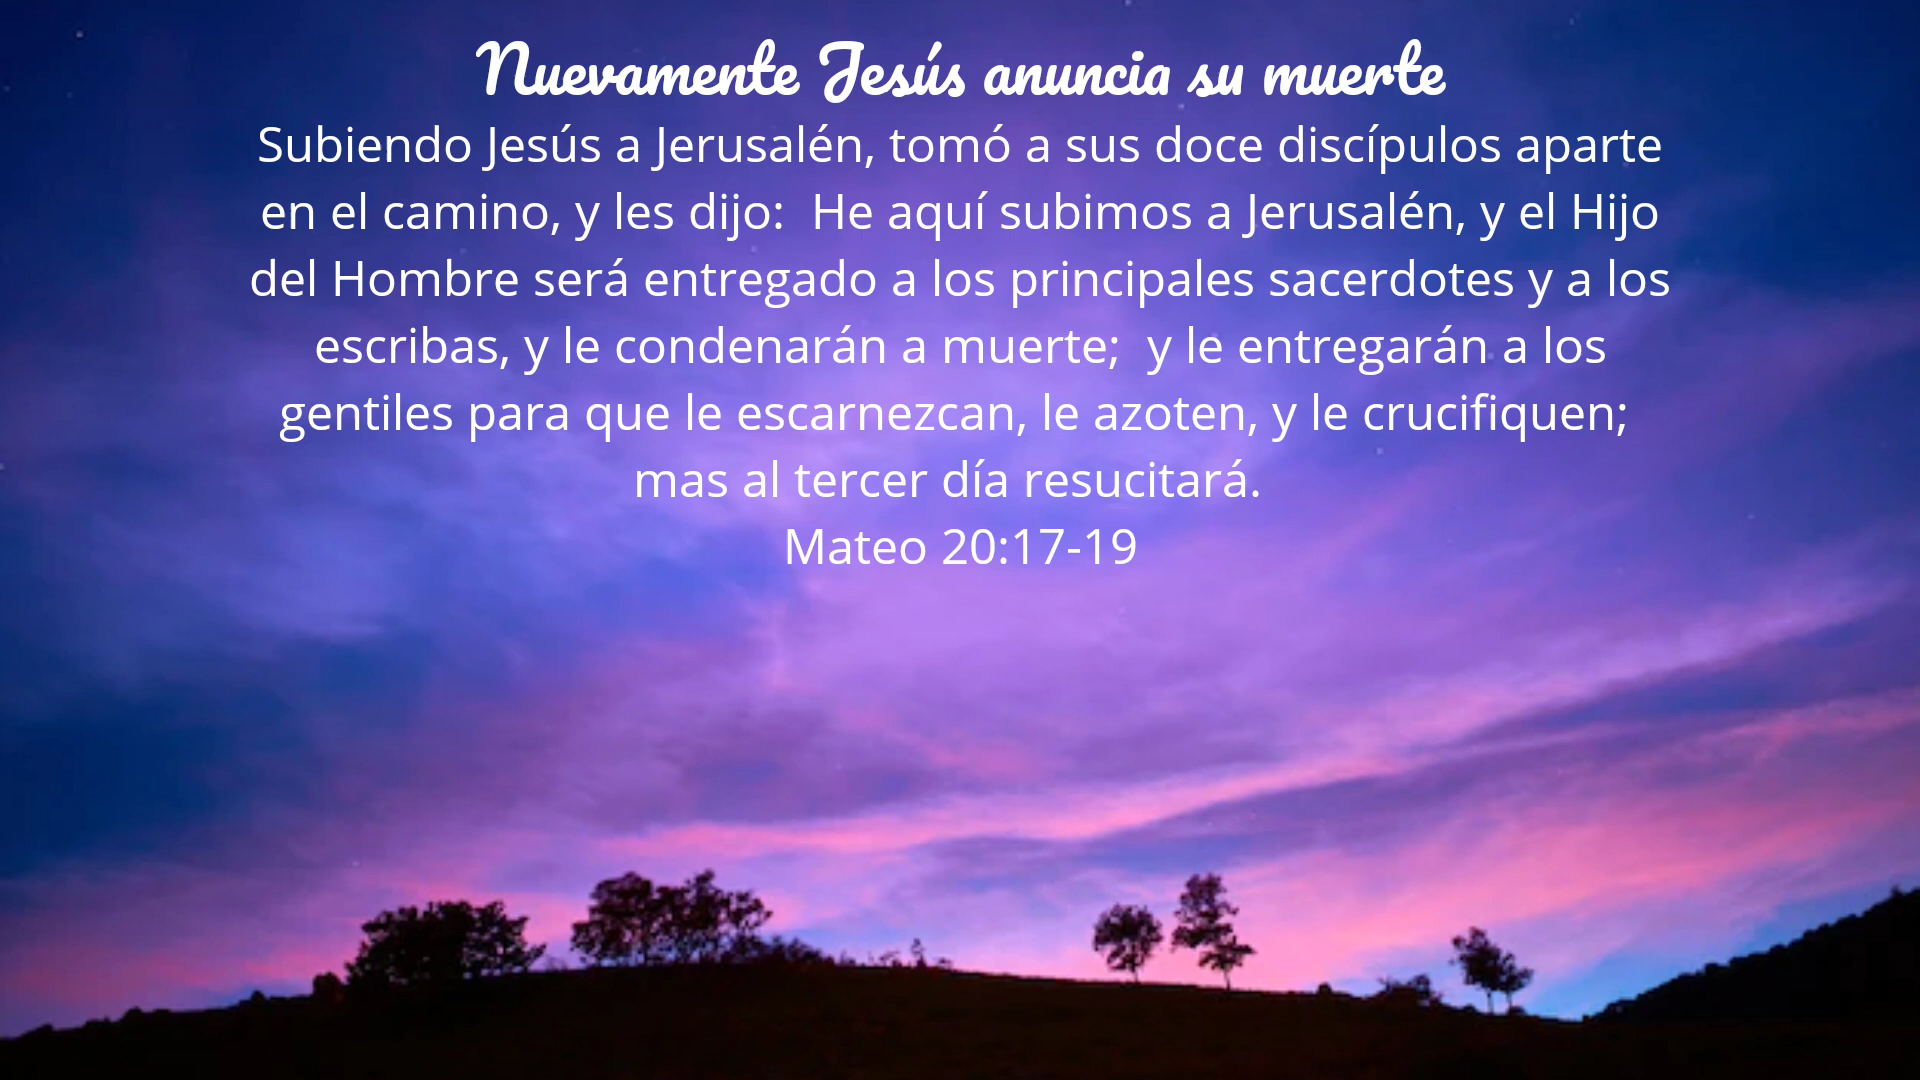 Nuevamente Jesús anuncia su muerte
Subiendo Jesús a Jerusalén, tomó a sus doce discípulos aparte
en el camino, y les dijo:  He aquí subimos a Jerusalén, y el Hijo
del Hombre será entregado a los principales sacerdotes y a los
escribas, y le condenarán a muerte;  y le entregarán a los
gentiles para que le escarnezcan, le azoten, y le crucifiquen;
mas al tercer día resucitará.
Mateo 20:17-19